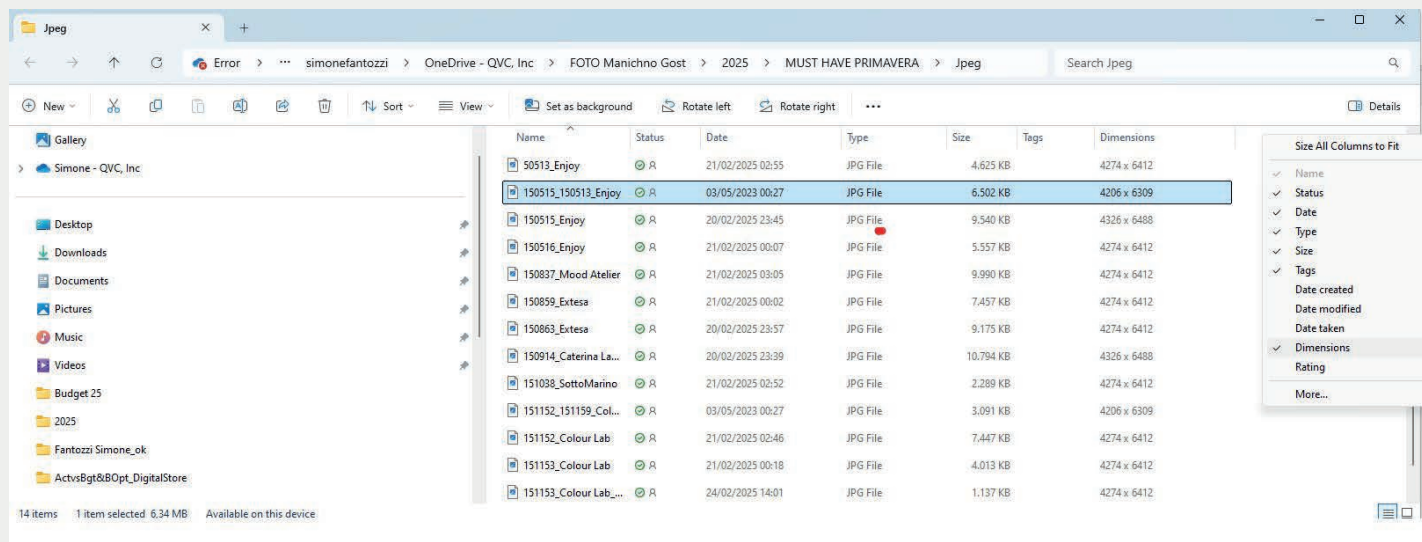 Jpeg
Error > ... simonefantozzi > OneDrive - QVC, Inc > FOTO Manichno Gost > 2025 > MUST HAVE PRIMAVERA > Jpeg Search Jpeg
New Sort View Set as background Rotate left Rotate right ... Details
Gallery
Simone - QVC, Inc
Desktop
Downloads
Documents
Pictures
Music
Videos
Budget 25
2025
Fantozzi Simone_ok
ActvsBgt&BOpt_DigitalStore
Name Status Date Type Size Tags Dimensions
50513_Enjoy 21/02/2025 02:55 JPG File 4.625 KB 4274 x 6412
150515_150513_Enjoy 03/05/2023 00:27 JPG File 6.502 KB 4206 x 6309
150515_Enjoy 20/02/2025 23:45 JPG File 9.540 KB 4326 x 6488
150516_Enjoy 21/02/2025 00:07 JPG File 5.557 KB 4274 x 6412
150837_Mood Atelier 21/02/2025 03:05 JPG File 9.990 KB 4274 x 6412
150859_Extesa 21/02/2025 00:02 JPG File 7.457 KB 4274 x 6412
150863_Extesa 20/02/2025 23:57 JPG File 9.175 KB 4274 x 6412
150914_Caterina La... 20/02/2025 23:39 JPG File 10.794 KB 4326 x 6488
151038_SottoMarino 21/02/2025 02:52 JPG File 2.289 KB 4274 x 6412
151152_151159_Col... 03/05/2023 00:27 JPG File 3.091 KB 4206 x 6309
151152_Colour Lab 21/02/2025 02:46 JPG File 7.447 KB 4274 x 6412
151153_Colour Lab 21/02/2025 00:18 JPG File 4.013 KB 4274 x 6412
151153_Colour Lab_... 24/02/2025 14:01 JPG File 1.137 KB 4274 x 6412
Size All Columns to Fit
Name
Status
Date
Type
Size
Tags
Date created
Date modified
Date taken
Dimensions
Rating
More...
14 items 1 item selected 6,34 MB Available on this device